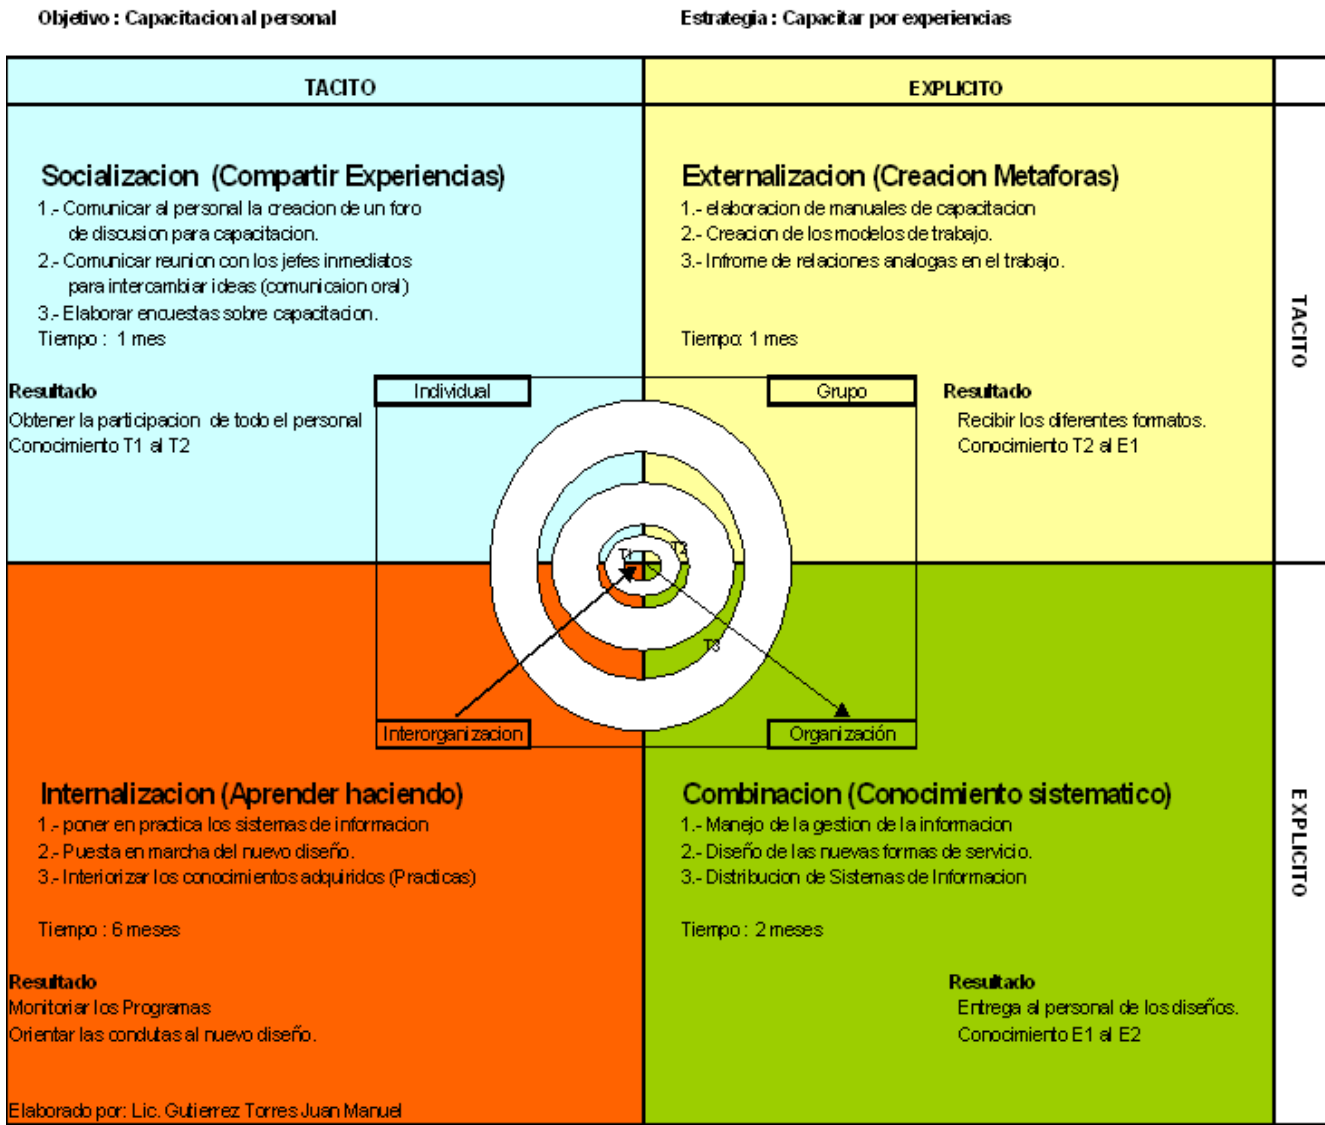 Objetivo : Capacitacion al personal
Estrategia : Capacitar por experiencias
TACITO
EXPLICITO
Socializacion (Compartir Experiencias)
1.- Comunicar al personal la creacion de un foro
de discusion para capacitacion.
2.- Comunicar reunion con los jefes inmediatos
para intercambiar ideas (comunicaion oral)
3.- Elaborar encuestas sobre capacitacion.
Tiempo : 1 mes
Resultado
Obtener la participacion de todo el personal
Conocimiento T1 al T2
Externalizacion (Creacion Metaforas)
1.- elaboracion de manuales de capacitacion
2.- Creacion de los modelos de trabajo.
3.- Infrome de relaciones analogas en el trabajo.
Tiempo: 1 mes
Resultado
Recibir los diferentes formatos.
Conocimiento T2 al E1
TACITO
Individual
Grupo
T1
T2
T3
Interorganizacion
Organización
Internalizacion (Aprender haciendo)
1.- poner en practica los sistemas de informacion
2.- Puesta en marcha del nuevo diseño.
3.- Interiorizar los conocimientos adquiridos (Practicas)
Tiempo : 6 meses
Resultado
Monitoriar los Programas
Orientar las condutas al nuevo diseño.
Combinacion (Conocimiento sistematico)
1.- Manejo de la gestion de la informacion
2.- Diseño de las nuevas formas de servicio.
3.- Distribucion de Sistemas de Informacion
Tiempo : 2 meses
Resultado
Entrega al personal de los diseños.
Conocimiento E1 al E2
EXPLICITO
Elaborado por: Lic. Gutierrez Torres Juan Manuel